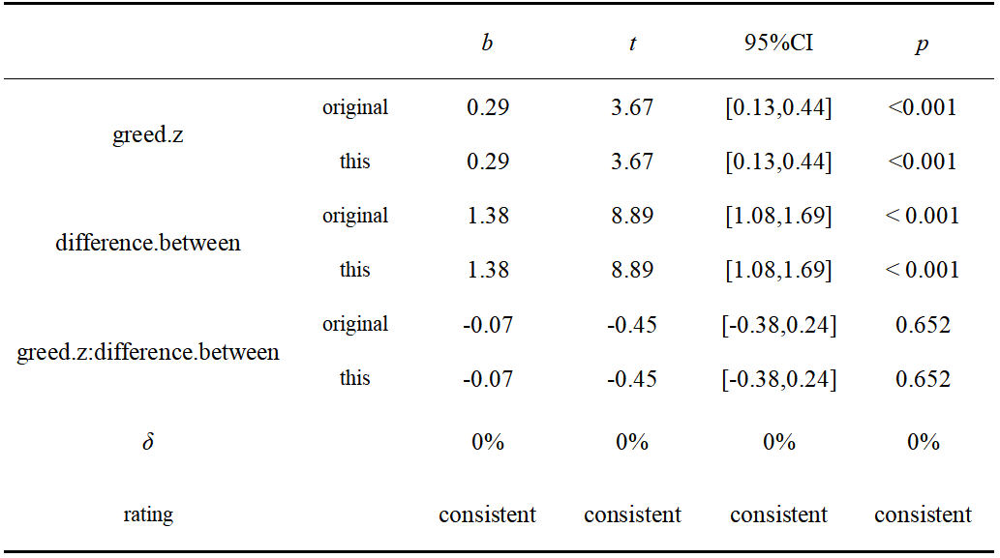 b t 95%CI p
original 0.29 3.67 [0.13,0.44] <0.001
greed.z
this 0.29 3.67 [0.13,0.44] <0.001
original 1.38 8.89 [1.08,1.69] < 0.001
difference.between
this 1.38 8.89 [1.08,1.69] < 0.001
original -0.07 -0.45 [-0.38,0.24] 0.652
greed.z:difference.between
this -0.07 -0.45 [-0.38,0.24] 0.652
δ 0% 0% 0% 0%
rating consistent consistent consistent consistent